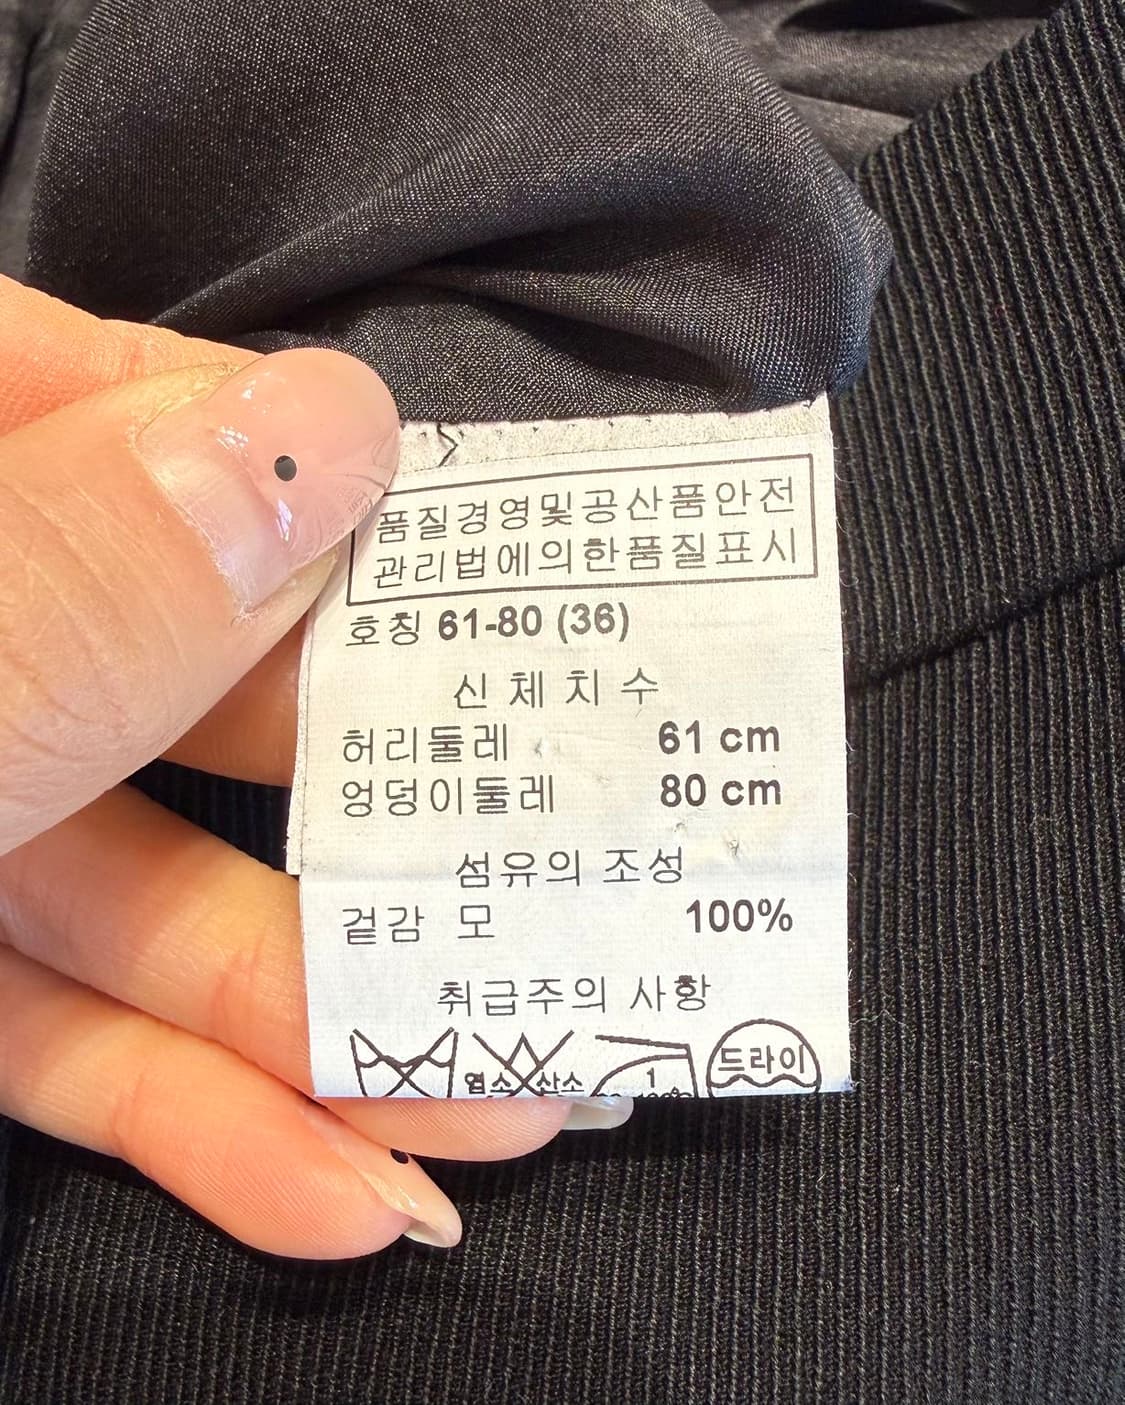 품질경영및공산품안전
관리법에의한품질표시
호칭 61-80 (36)
신체치수
허리둘레 61 cm
엉덩이둘레 80 cm
섬유의 조성
겉감 모 100%
취급주의 사항
염소 산소
1
드라이